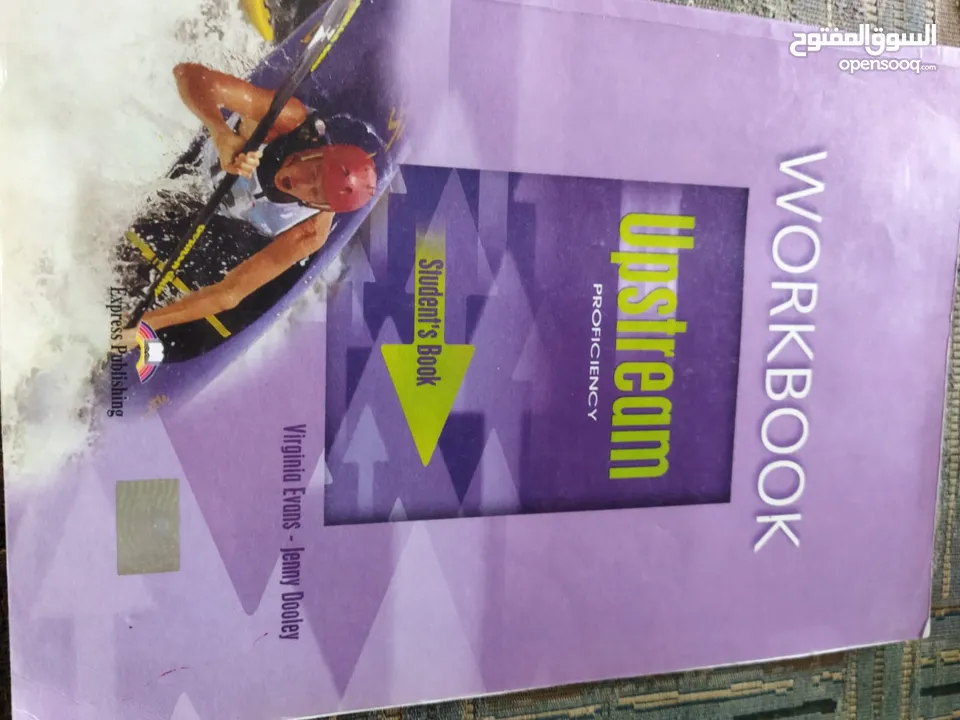 السوق المفتوح
opensooq.com
WORKBOOK
Upstream
PROFICIENCY
Student's Book
Virginia Evans - Jenny Dooley
Express Publishing